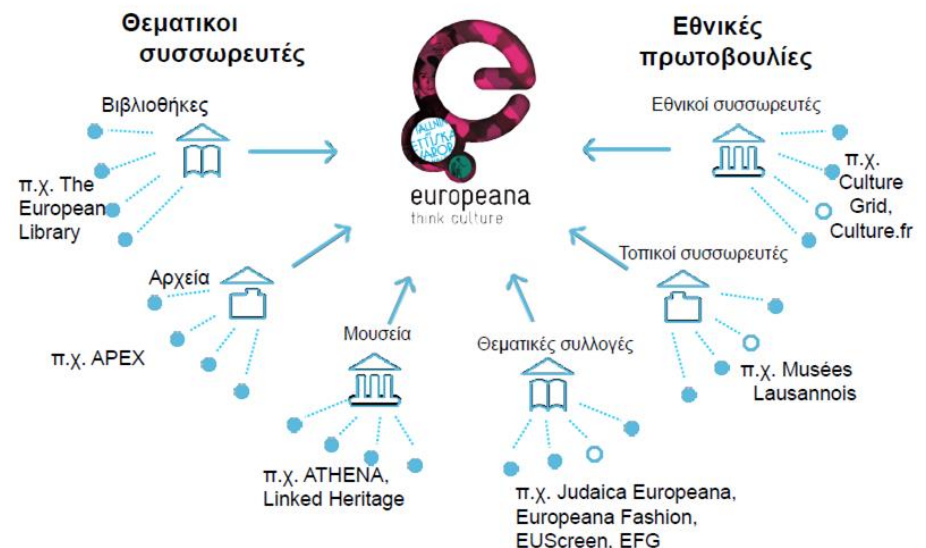 Θεματικοι
συσσωρευτές
Εθνικές
πρωτοβουλίες
Βιβλιοθήκες
π.χ. The
European
Library
Αρχεία
π.χ. APEX
Μουσεία
π.χ. ATHENA,
Linked Heritage
europeana
think culture
Θεματικές συλλογές
π.χ. Judaica Europeana,
Europeana Fashion,
EUScreen, EFG
Εθνικοί συσσωρευτές
π.χ.
Culture
Grid,
Culture.fr
Τοπικοί συσσωρευτές
π.χ. Musées
Lausannois